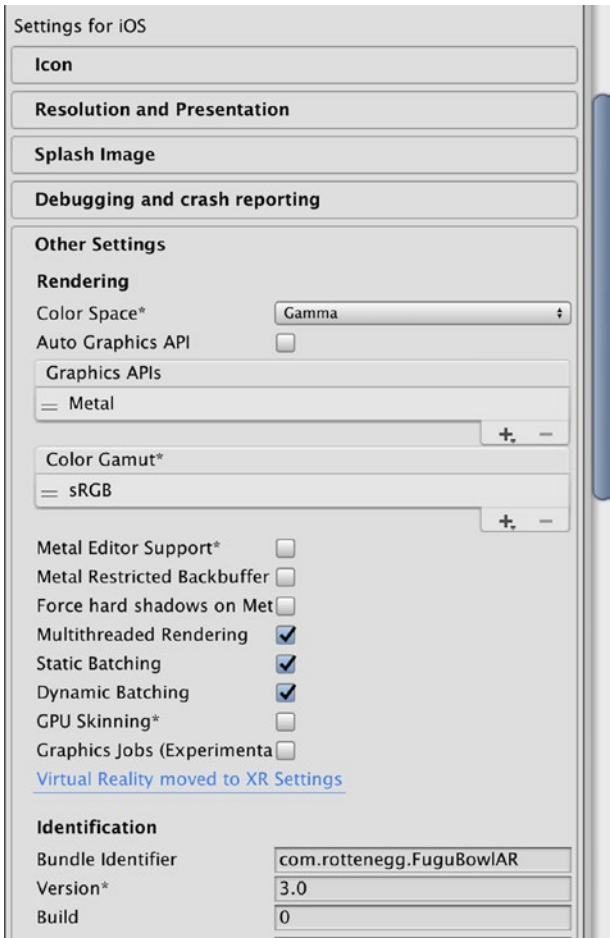 Settings for iOS
Icon
Resolution and Presentation
Splash Image
Debugging and crash reporting
Other Settings
Rendering
Color Space* Gamma
Auto Graphics API
Graphics APIs
= Metal
+ −
Color Gamut*
= sRGB
+ −
Metal Editor Support*
Metal Restricted Backbuffer
Force hard shadows on Met
Multithreaded Rendering
Static Batching
Dynamic Batching
GPU Skinning*
Graphics Jobs (Experimenta
Virtual Reality moved to XR Settings
Identification
Bundle Identifier com.rottenegg.FuguBowlAR
Version* 3.0
Build 0